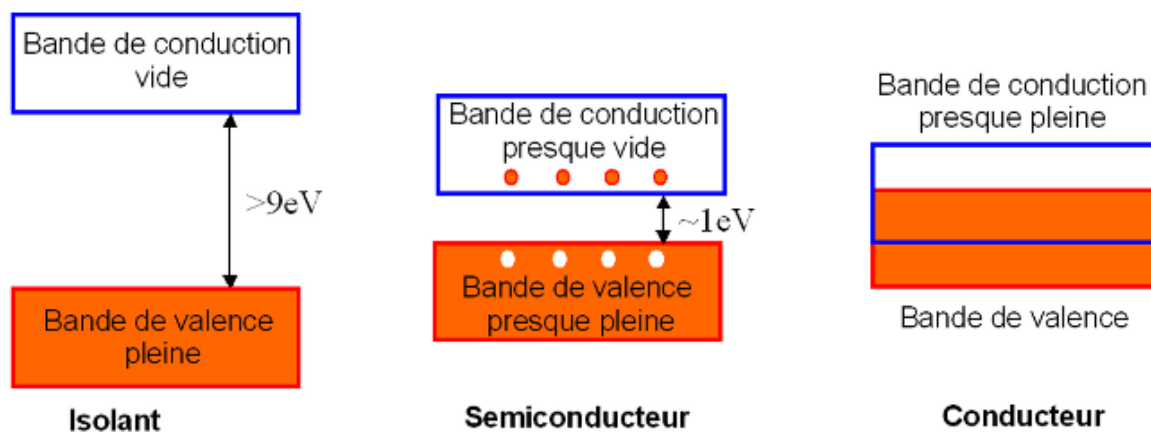 Bande de conduction
vide
>9eV
Bande de valence
pleine
Isolant
Bande de conduction
presque vide
~1eV
Bande de valence
presque pleine
Semiconducteur
Bande de conduction
presque pleine
Bande de valence
Conducteur